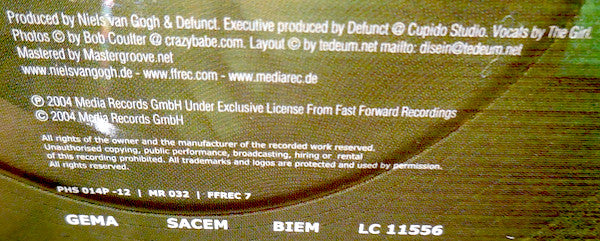 Produced by Niels van Gogh & Defunct. Executive produced by Defunct @ Cupido Studio. Vocals by The Girl.
Photos © by Bob Coulter @ crazybabe.com. Layout © by tedeum.net mailto: disein@tedeum.net
Mastered by Mastergroove.net
www.nielsvangogh.de - www.ffrec.com - www.mediarec.de
℗ 2004 Media Records GmbH Under Exclusive License From Fast Forward Recordings
© 2004 Media Records GmbH
All rights of the owner and the manufacturer of the recorded work reserved.
Unauthorised copying, public performance, broadcasting, hiring or rental
of this recording prohibited. All trademarks and logos are protected and used by permission.
PHS 014P -12 | MR 032 | FFREC 7
GEMA SACEM BIEM LC 11556